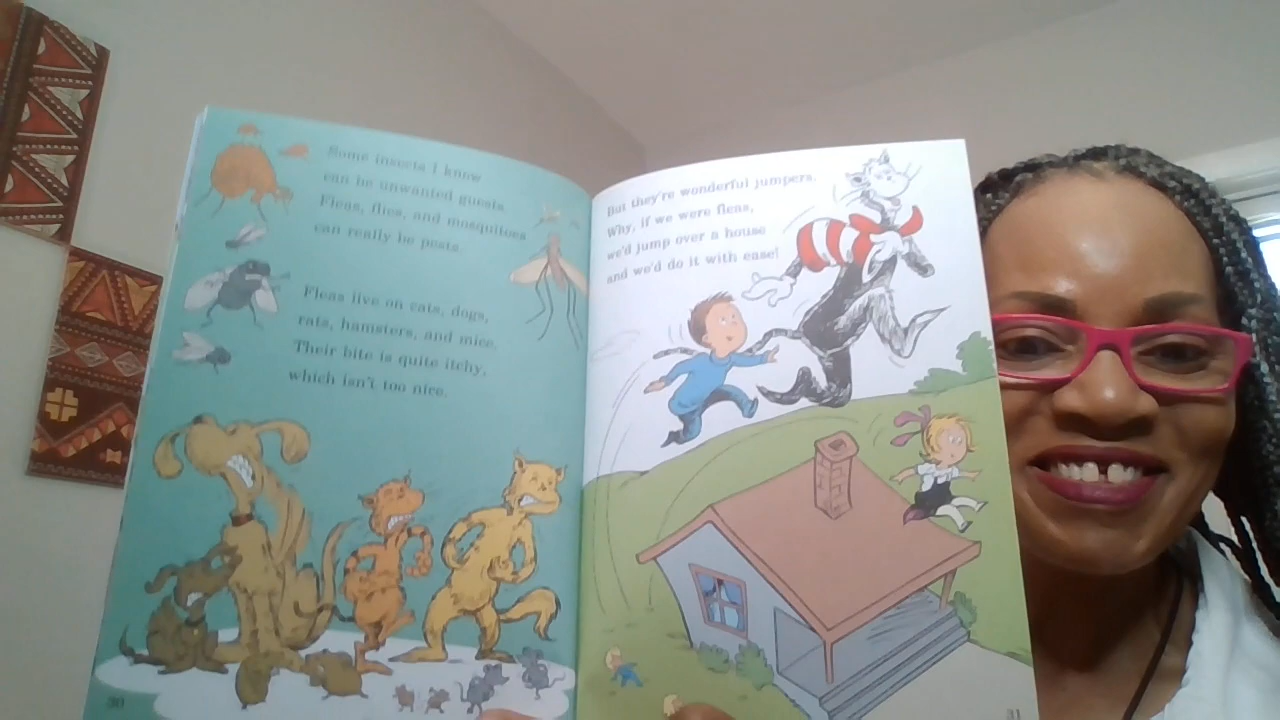 Some insects I know
can be unwanted guests.
Fleas, flies, and mosquitoes
can really be pests.
Fleas live on cats, dogs,
rats, hamsters, and mice.
Their bite is quite itchy,
which isn't too nice.
30
But they're wonderful jumpers.
Why, if we were fleas,
we'd jump over a house
and we'd do it with ease!
31